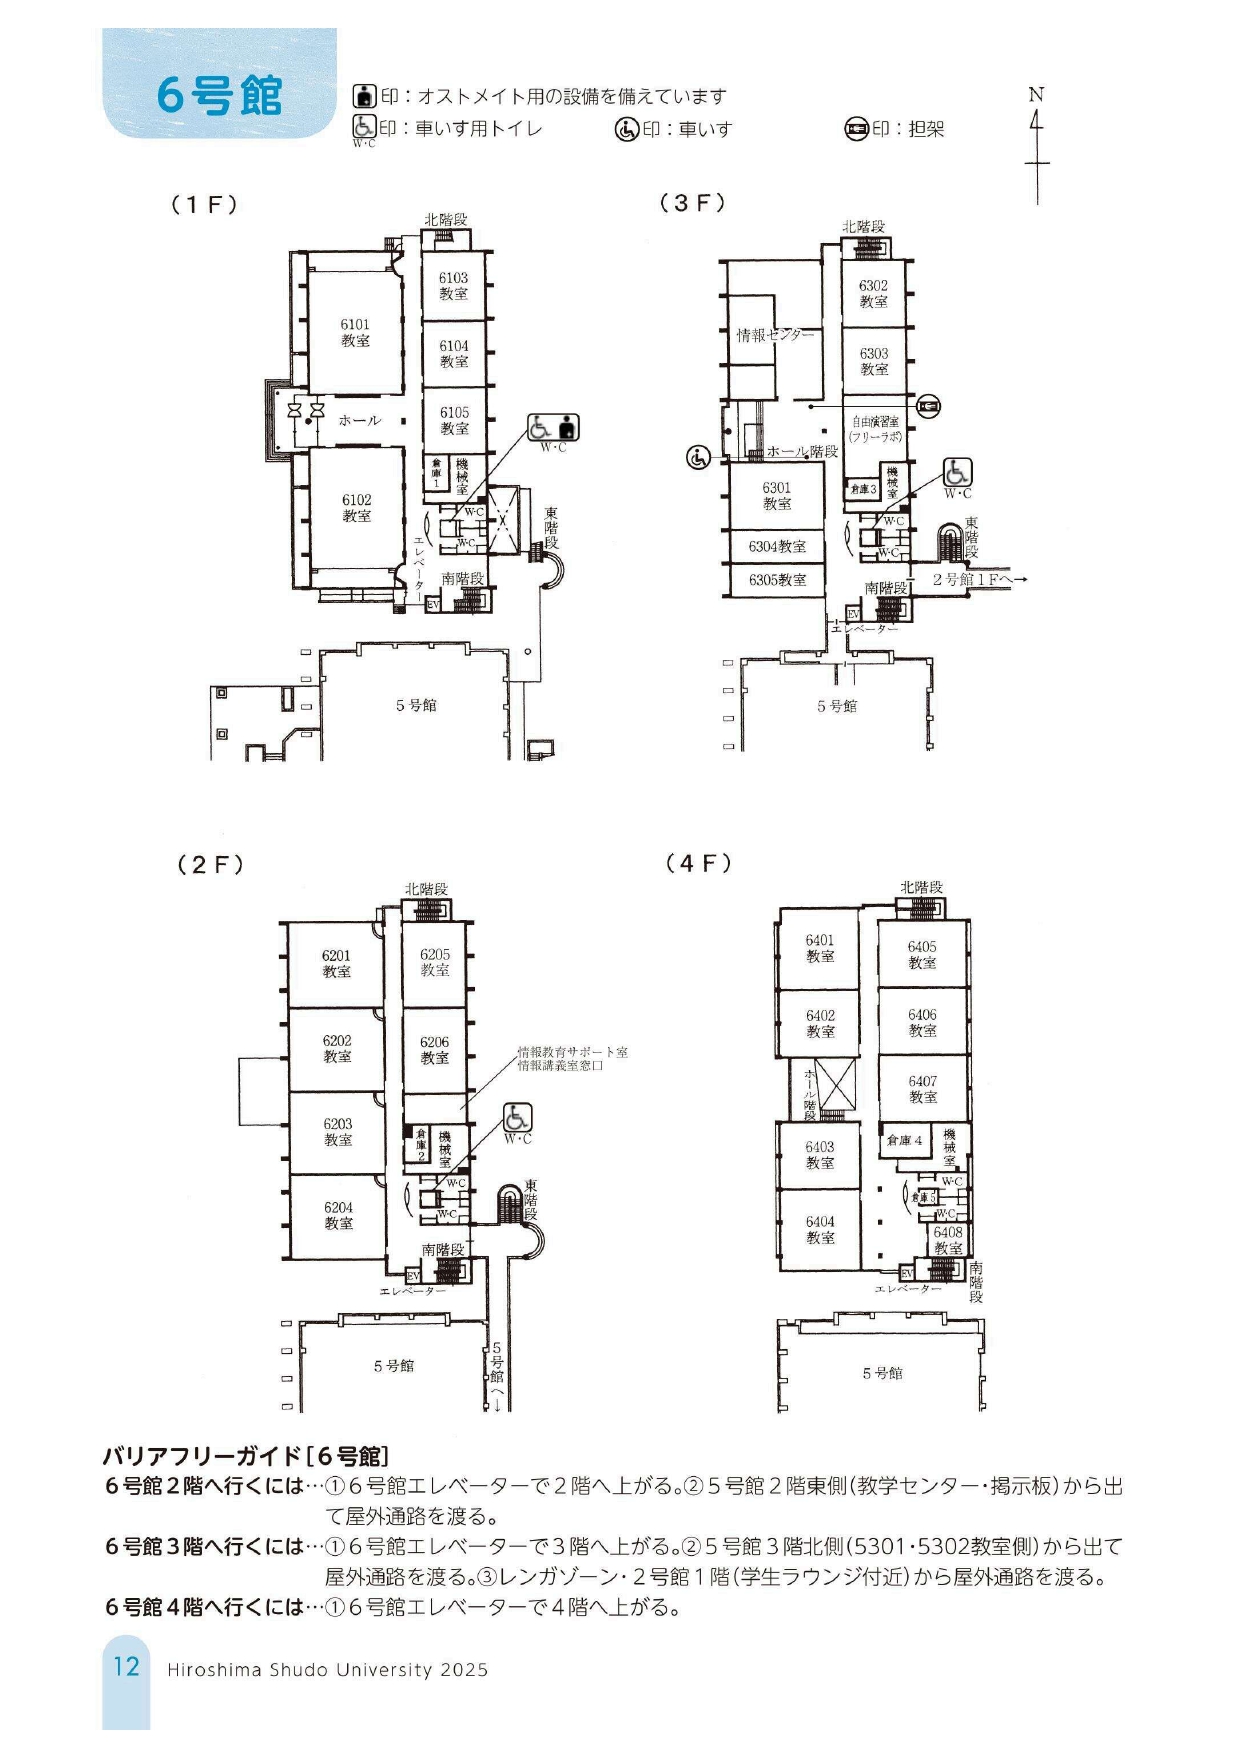 6号館
印：オストメイト用の設備を備えています
印：車いす用トイレ
W・C
印：車いす
印：担架
N
（1F）
北階段
6103
教室
6101
教室
6104
教室
6105
教室
ホール
W・C
倉庫1
機械室
6102
教室
W・C
W・C
エレベーター
東階段
南階段
EV
5号館
（3F）
北階段
6302
教室
情報センター
6303
教室
自由演習室
（フリーラボ）
ホール階段
機械室
倉庫3
W・C
6301
教室
W・C
W・C
東階段
6304教室
6305教室
2号館1Fへ→
南階段
EV
エレベーター
5号館
（2F）
北階段
6201
教室
6205
教室
6202
教室
6206
教室
情報教育サポート室
情報講義室窓口
6203
教室
倉庫2
機械室
W・C
W・C
W・C
6204
教室
東階段
南階段
EV
エレベーター
5号館
5号館へ→
（4F）
北階段
6401
教室
6405
教室
6402
教室
6406
教室
ホール階段
6407
教室
6403
教室
倉庫4
機械室
W・C
倉庫5
W・C
6404
教室
6408
教室
EV
南階段
エレベーター
5号館
バリアフリーガイド［6号館］
6号館2階へ行くには…①6号館エレベーターで2階へ上がる。②5号館2階東側（教学センター・掲示板）から出
て屋外通路を渡る。
6号館3階へ行くには…①6号館エレベーターで3階へ上がる。②5号館3階北側（5301・5302教室側）から出て
屋外通路を渡る。③レンガゾーン・2号館1階（学生ラウンジ付近）から屋外通路を渡る。
6号館4階へ行くには…①6号館エレベーターで4階へ上がる。
12 Hiroshima Shudo University 2025